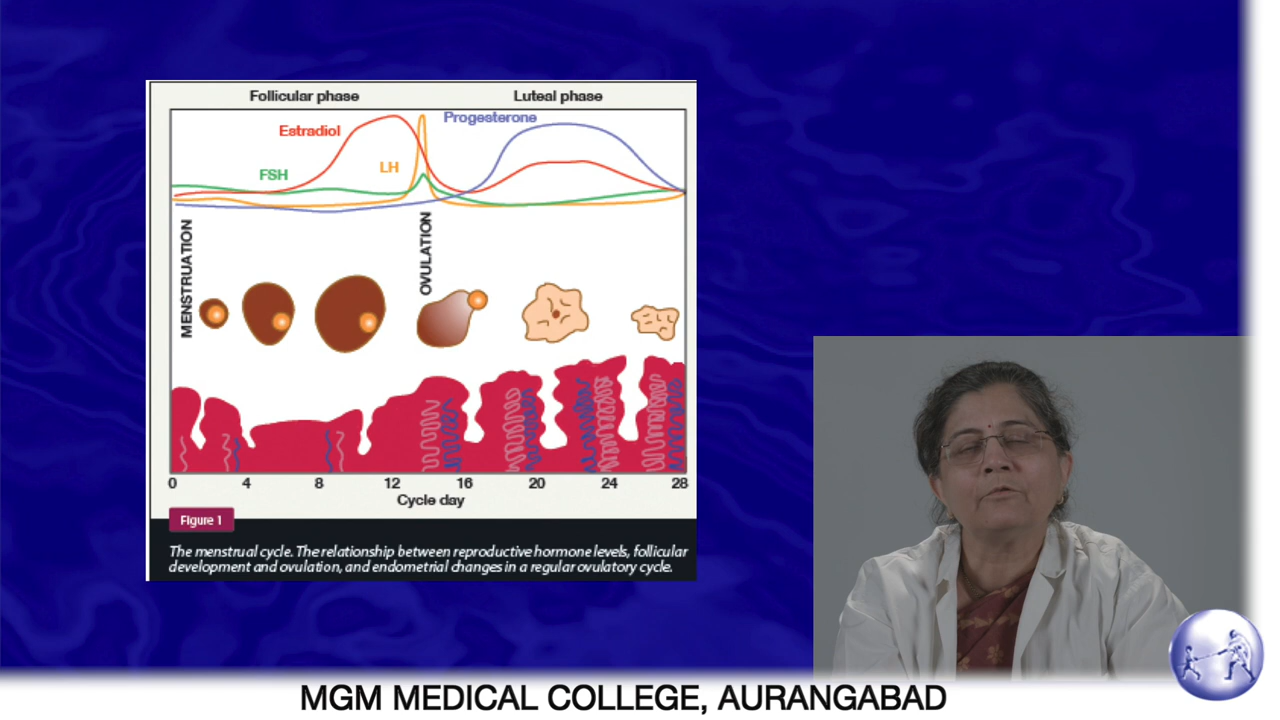 Follicular phase
Luteal phase
Estradiol
Progesterone
LH
FSH
MENSTRUATION
OVULATION
0 4 8 12 16 20 24 28
Cycle day
Figure 1
The menstrual cycle. The relationship between reproductive hormone levels, follicular
development and ovulation, and endometrial changes in a regular ovulatory cycle.
MGM MEDICAL COLLEGE, AURANGABAD